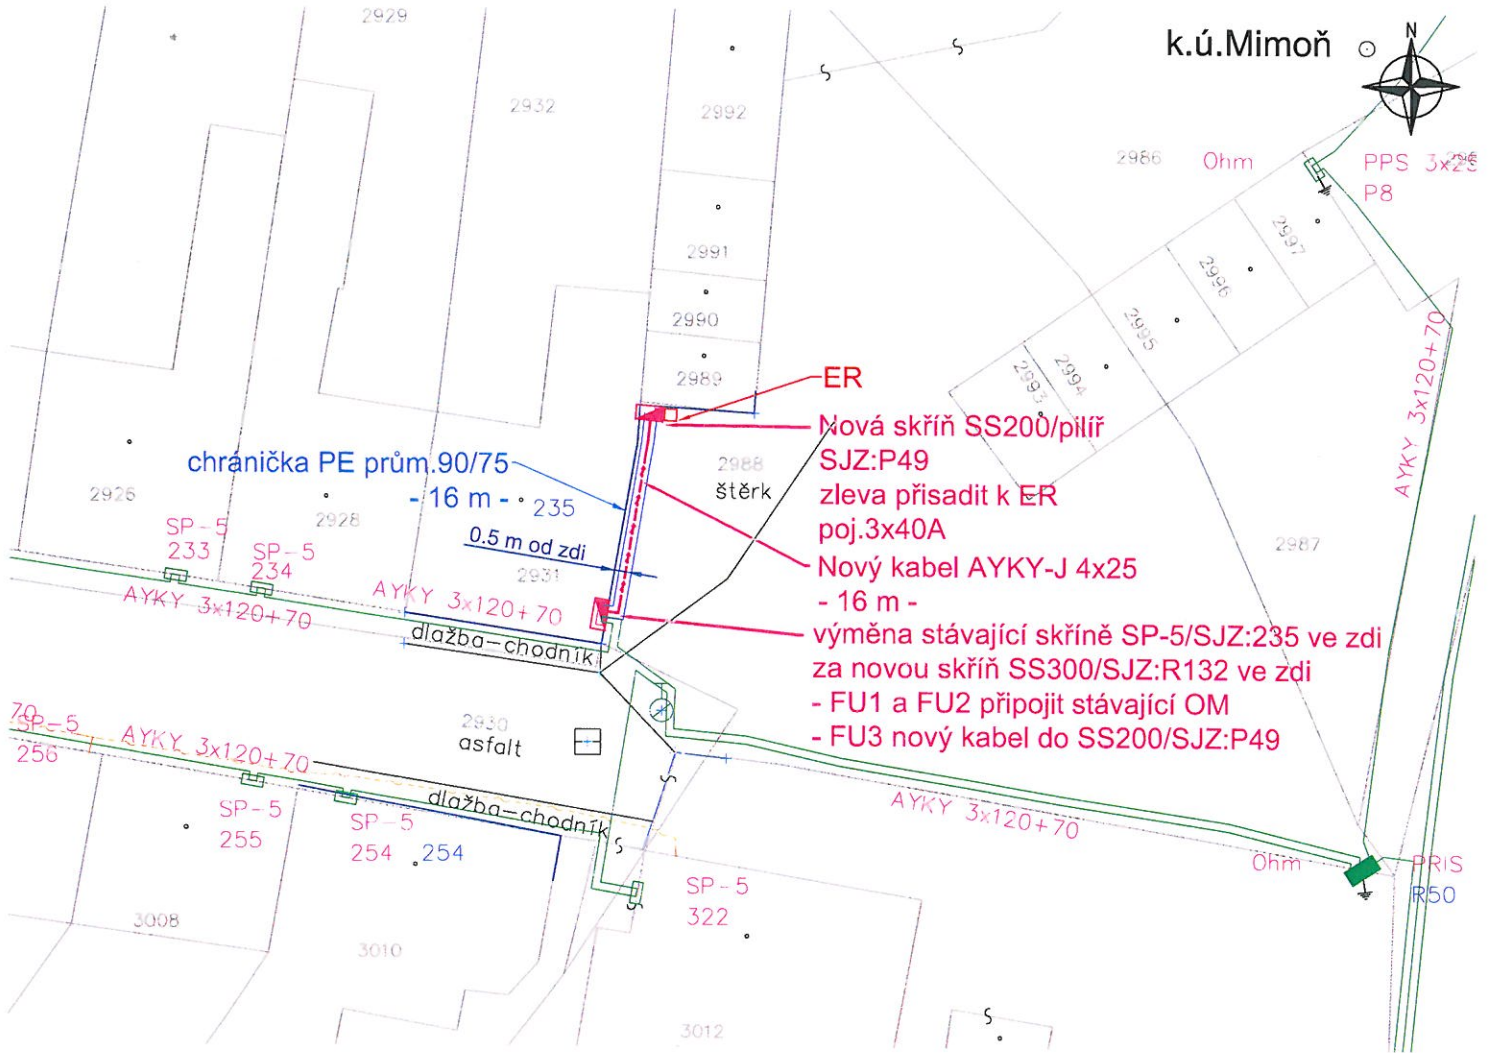 2929
k.ú.Mimoň
N
2932
2992
2986
Ohm
PPS 3x25
P8
2997
2991
2996
2990
2995
2994
2993
2989
ER
AYKY 3x120+70
Nová skříň SS200/pilíř
SJZ:P49
zleva přisadit k ER
poj.3x40A
chránička PE prům.90/75
- 16 m -
235
2988
štěrk
2926
2928
SP-5
233
SP-5
234
0.5 m od zdi
2931
2987
Nový kabel AYKY-J 4x25
- 16 m -
AYKY 3x120+70
AYKY 3x120+70
dlažba-chodník
výměna stávající skříně SP-5/SJZ:235 ve zdi
za novou skříň SS300/SJZ:R132 ve zdi
- FU1 a FU2 připojit stávající OM
- FU3 nový kabel do SS200/SJZ:P49
70
SP-5
256
AYKY 3x120+70
2930
asfalt
SP-5
255
SP-5
254
254
dlažba-chodník
AYKY 3x120+70
Ohm
PRIS
R50
SP-5
322
3008
3010
3012